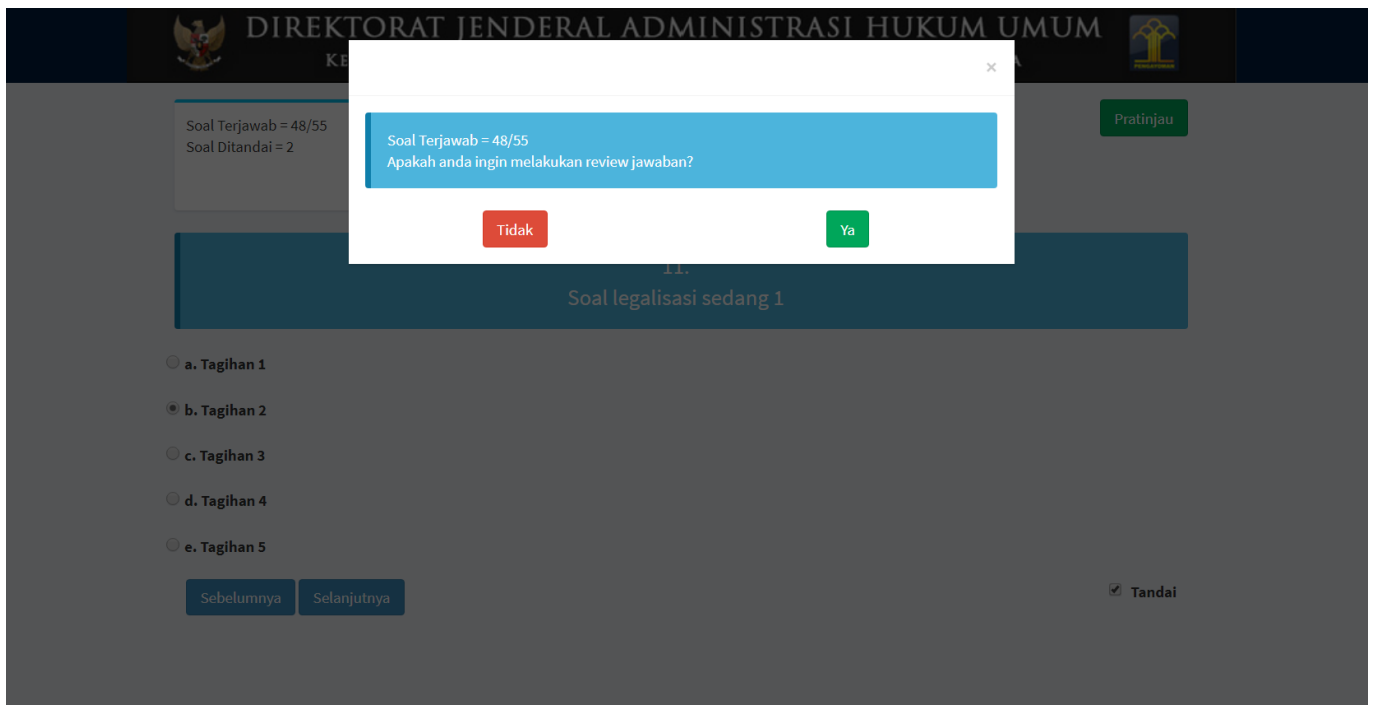 DIREKTORAT JENDERAL ADMINISTRASI HUKUM UMUM
PENGAYOMAN
×
Soal Terjawab = 48/55
Soal Ditandai = 2
Pratinjau
Soal Terjawab = 48/55
Apakah anda ingin melakukan review jawaban?
Tidak
Ya
11.
Soal legalisasi sedang 1
a. Tagihan 1
b. Tagihan 2
c. Tagihan 3
d. Tagihan 4
e. Tagihan 5
Sebelumnya
Selanjutnya
Tandai